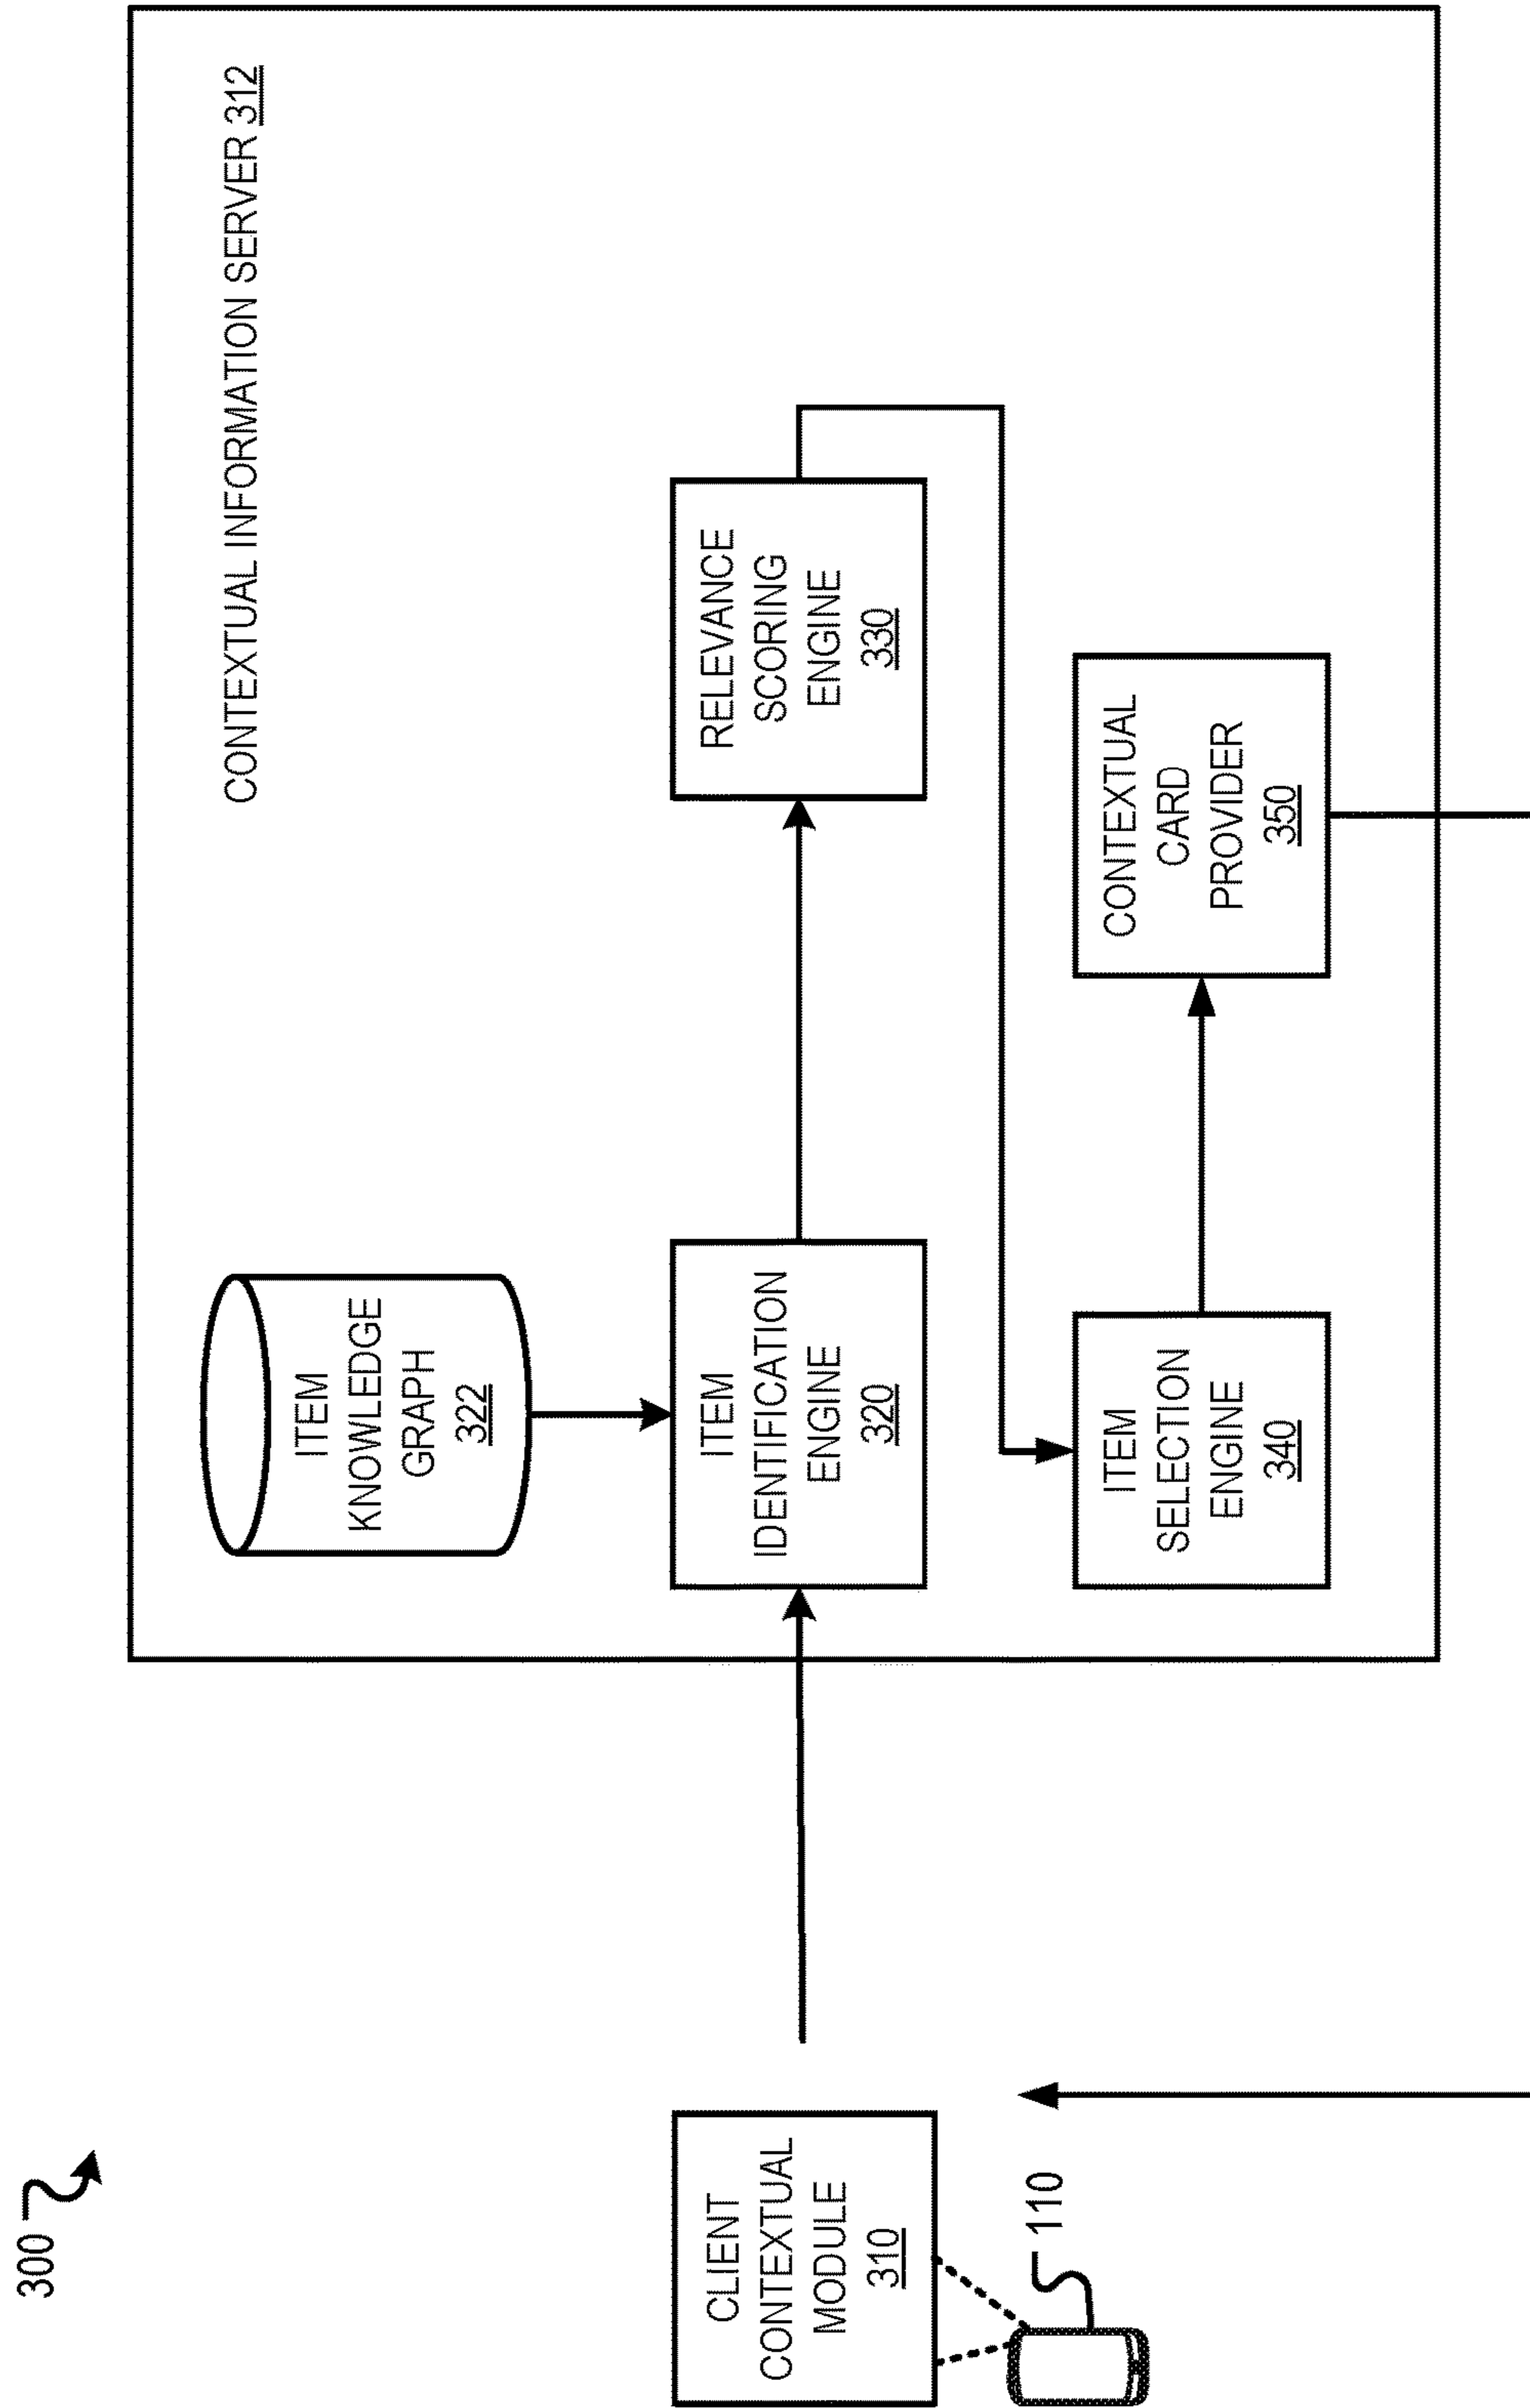 300
CONTEXTUAL INFORMATION SERVER 312
ITEM
KNOWLEDGE
GRAPH
322
CLIENT
CONTEXTUAL
MODULE
310
ITEM
IDENTIFICATION
ENGINE
320
RELEVANCE
SCORING
ENGINE
330
110
ITEM
SELECTION
ENGINE
340
CONTEXTUAL
CARD
PROVIDER
350